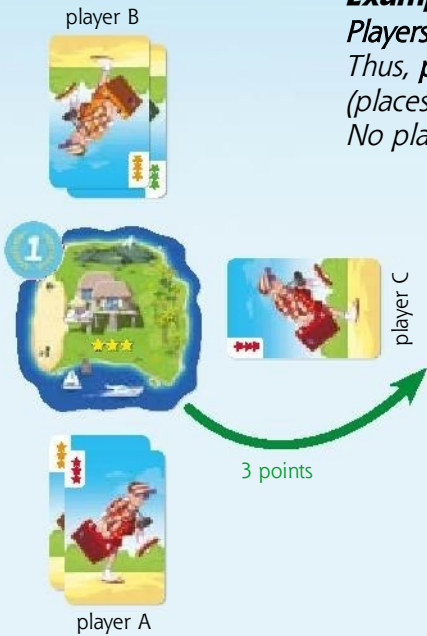 player B
Examp
Players
Thus, p
(places
No pla
1
player C
3 points
player A